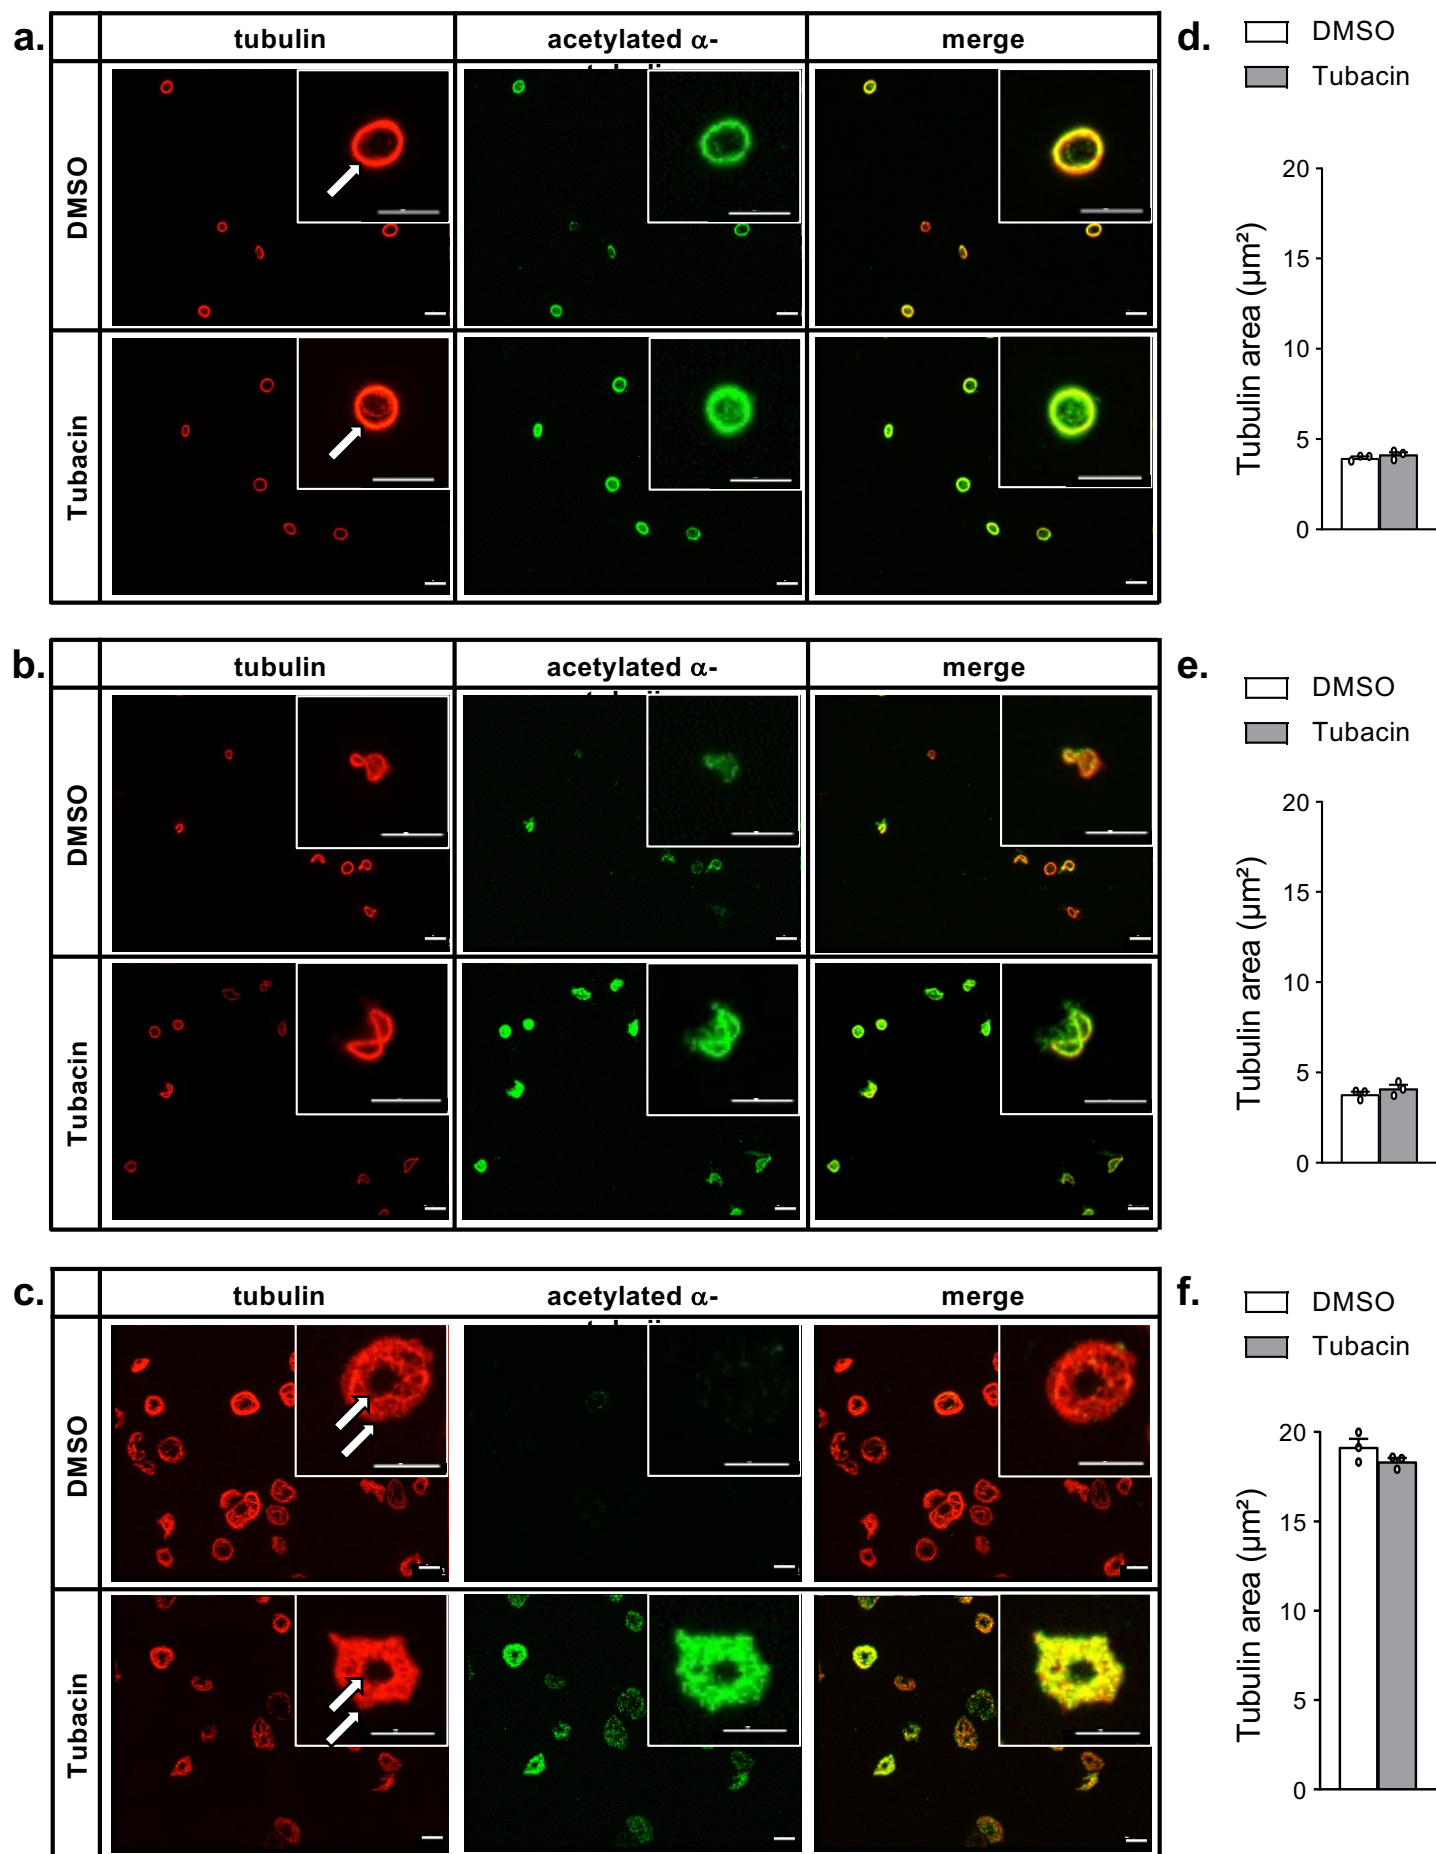 a.
tubulin
acetylated α-
merge
DMSO
Tubacin
d.
DMSO
Tubacin
Tubulin area (µm²)
20
15
10
5
0
b.
tubulin
acetylated α-
merge
DMSO
Tubacin
e.
DMSO
Tubacin
Tubulin area (µm²)
20
15
10
5
0
c.
tubulin
acetylated α-
merge
DMSO
Tubacin
f.
DMSO
Tubacin
Tubulin area (µm²)
20
15
10
5
0